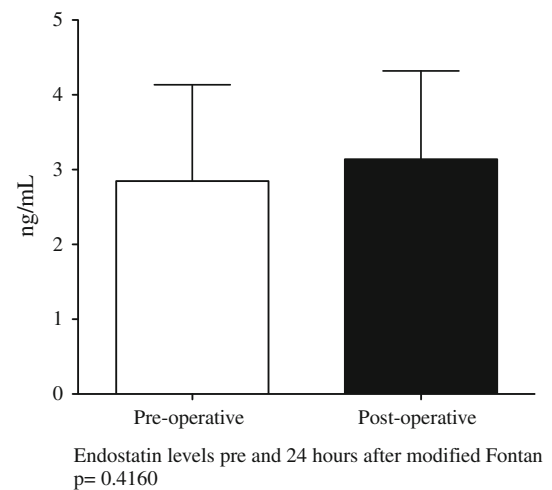 5
4
3
2
1
0
ng/mL
Pre-operative
Post-operative
Endostatin levels pre and 24 hours after modified Fontan
p= 0.4160